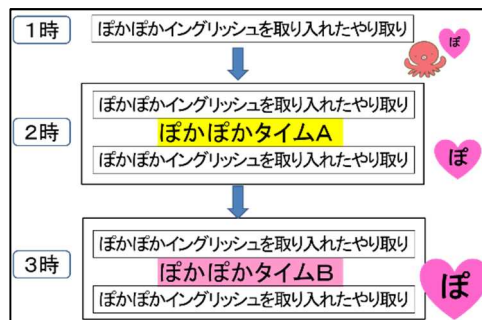 1時
ぽかぽかイングリッシュを取り入れたやり取り
ぽ
2時
ぽかぽかイングリッシュを取り入れたやり取り
ぽかぽかタイムA
ぽかぽかイングリッシュを取り入れたやり取り
ぽ
3時
ぽかぽかイングリッシュを取り入れたやり取り
ぽかぽかタイムB
ぽかぽかイングリッシュを取り入れたやり取り
ぽ